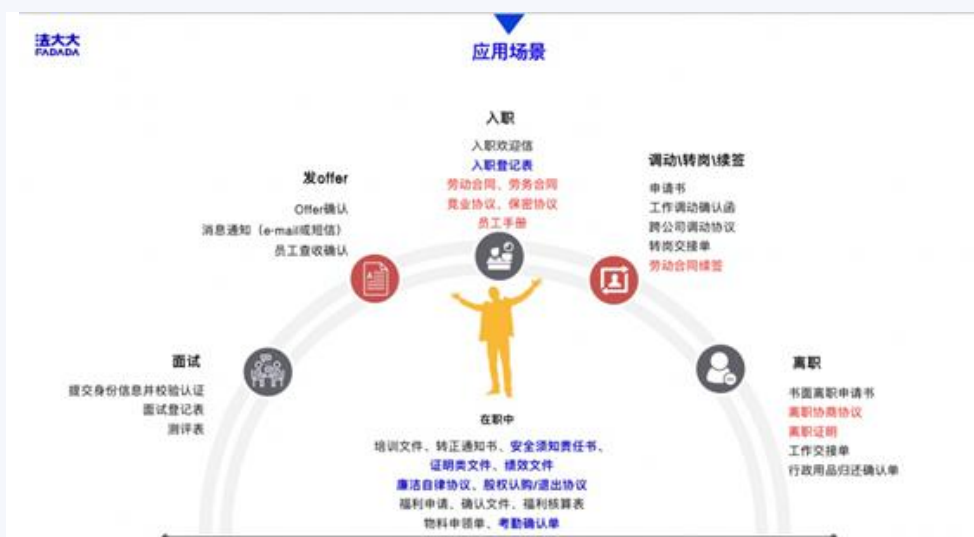 法大大
FADADA
应用场景
入职
入职欢迎信
入职登记表
劳动合同、劳务合同
竞业协议、保密协议
员工手册
发offer
Offer确认
消息通知（e-mail或短信）
员工查收确认
调动\转岗\续签
申请书
工作调动确认函
跨公司调动协议
转岗交接单
劳动合同续签
面试
提交身份信息并校验认证
面试登记表
测评表
离职
书面离职申请书
离职协商协议
离职证明
工作交接单
行政用品归还确认单
在职中
培训文件、转正通知书、安全须知责任书、
证明类文件、绩效文件
廉洁自律协议、股权认购/退出协议
福利申请、确认文件、福利核算表
物料申领单、考勤确认单